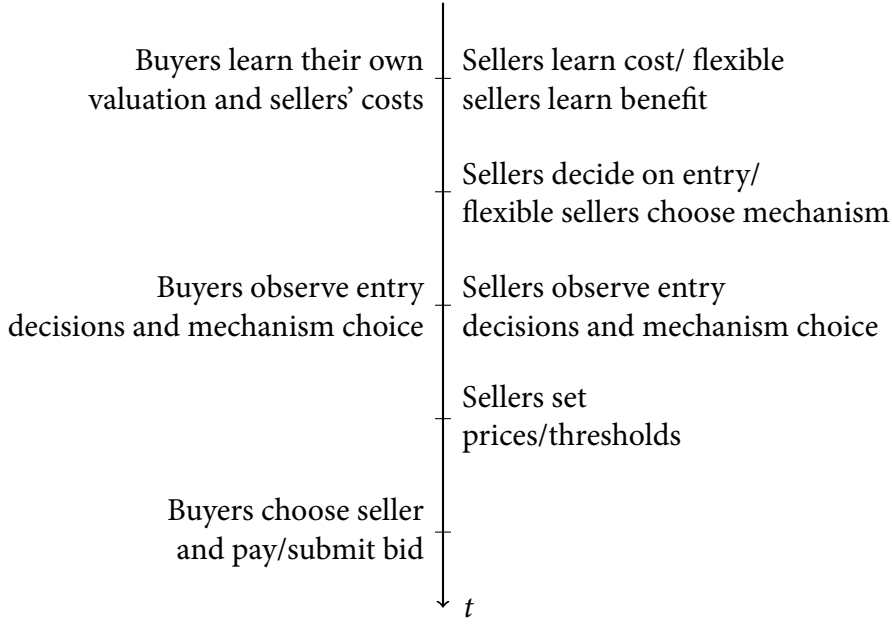 Buyers learn their own
valuation and sellers' costs
Sellers learn cost/ flexible
sellers learn benefit
Sellers decide on entry/
flexible sellers choose mechanism
Buyers observe entry
decisions and mechanism choice
Sellers observe entry
decisions and mechanism choice
Sellers set
prices/thresholds
Buyers choose seller
and pay/submit bid
t